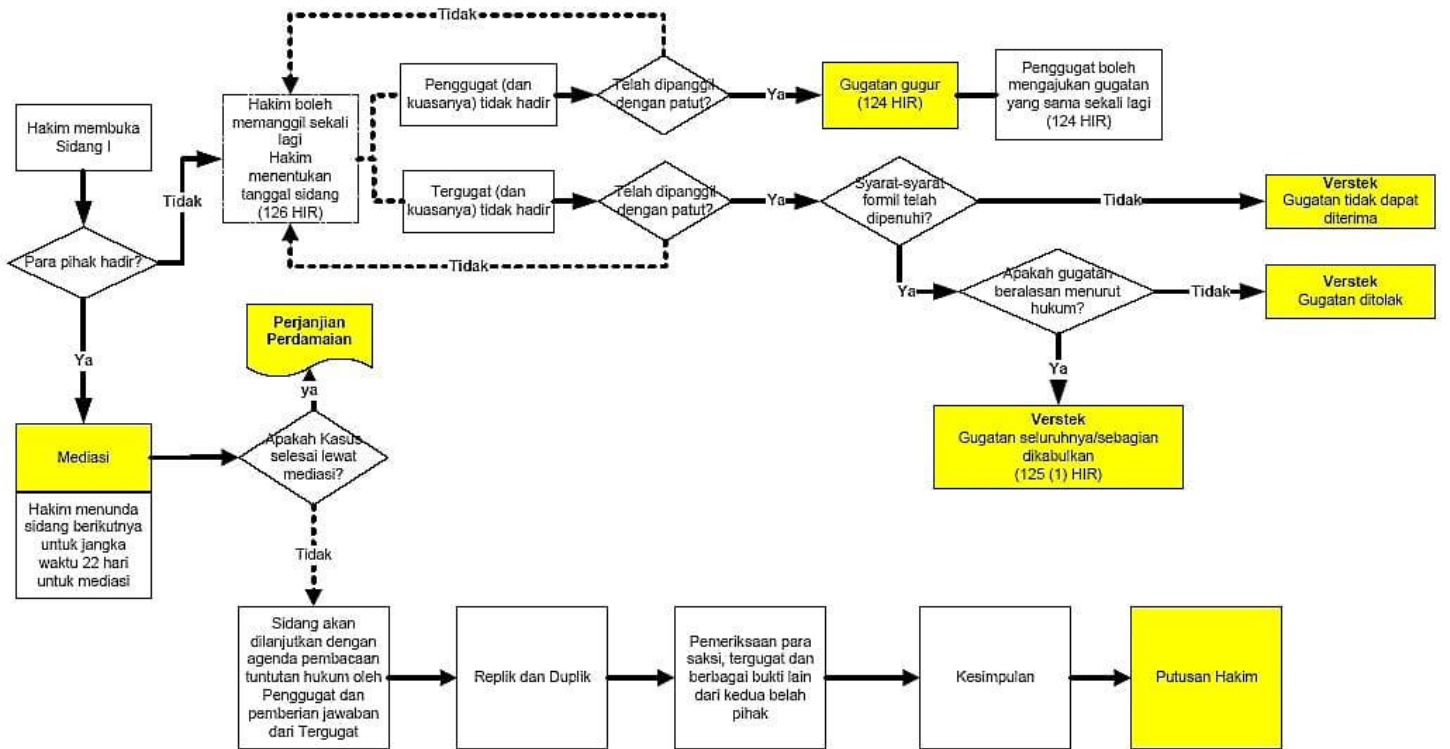 Tidak
Hakim membuka
Sidang I
Tidak
Para pihak hadir?
Ya
Hakim boleh
memanggil sekali
lagi
Hakim
menentukan
tanggal sidang
(126 HIR)
Penggugat (dan
kuasanya) tidak hadir
Telah dipanggil
dengan patut?
Ya
Gugatan gugur
(124 HIR)
Penggugat boleh
mengajukan gugatan
yang sama sekali lagi
(124 HIR)
Tergugat (dan
kuasanya) tidak hadir
Telah dipanggil
dengan patut?
Tidak
Ya
Syarat-syarat
formil telah
dipenuhi?
Tidak
Verstek
Gugatan tidak dapat
diterima
Ya
Apakah gugatan
beralasan menurut
hukum?
Tidak
Verstek
Gugatan ditolak
Ya
Verstek
Gugatan seluruhnya/sebagian
dikabulkan
(125 (1) HIR)
Perjanjian
Perdamaian
ya
Mediasi
Hakim menunda
sidang berikutnya
untuk jangka
waktu 22 hari
untuk mediasi
Apakah Kasus
selesai lewat
mediasi?
Tidak
Sidang akan
dilanjutkan dengan
agenda pembacaan
tuntutan hukum oleh
Penggugat dan
pemberian jawaban
dari Tergugat
Replik dan Duplik
Pemeriksaan para
saksi, tergugat dan
berbagai bukti lain
dari kedua belah
pihak
Kesimpulan
Putusan Hakim